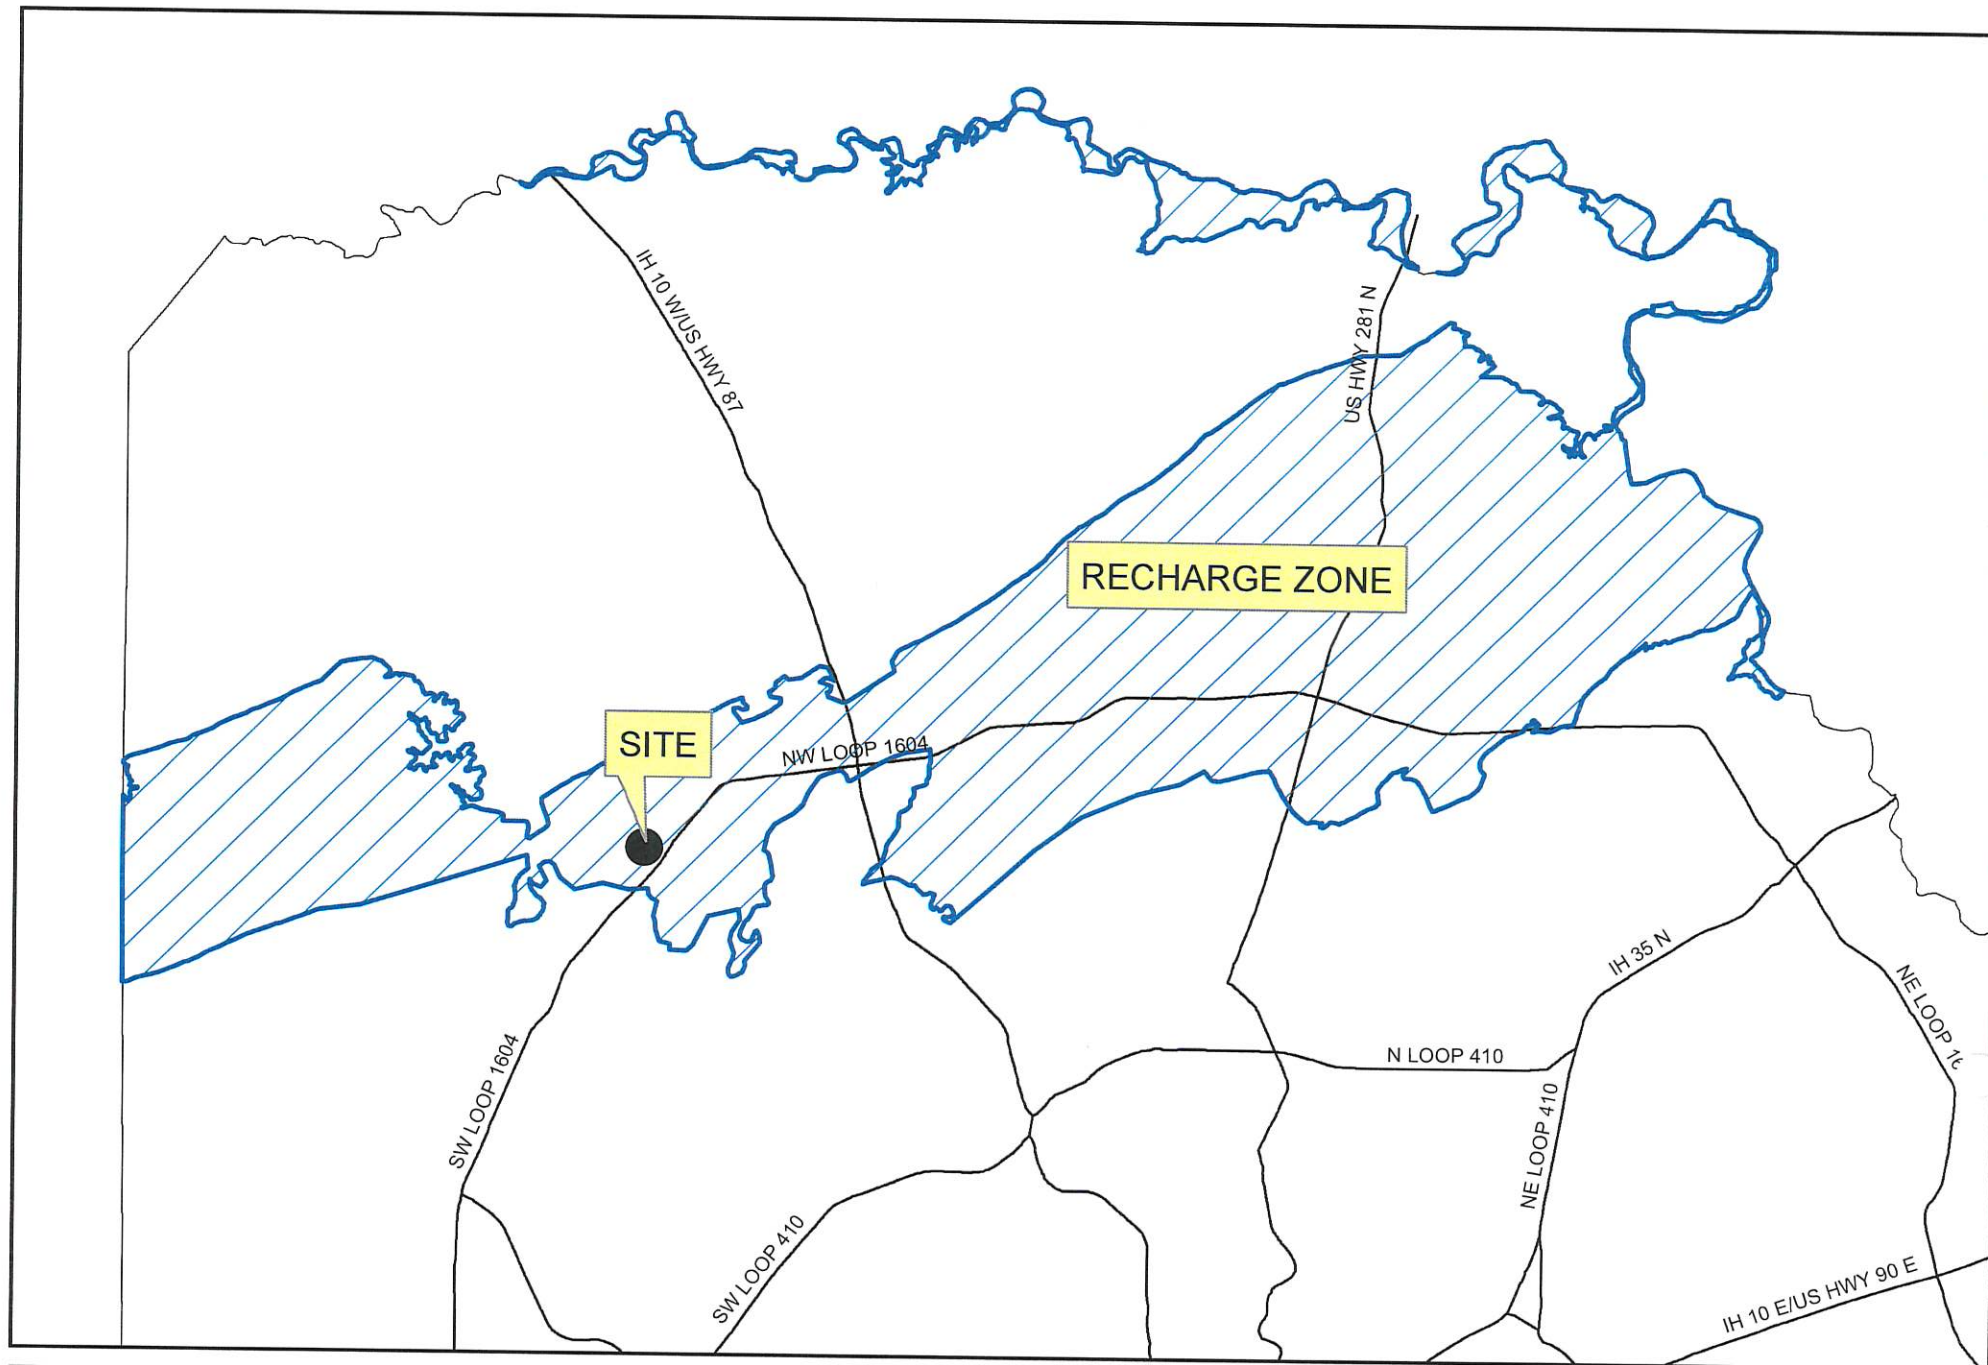 IH 10 W/US HWY 87
US HWY 281 N
RECHARGE ZONE
SITE
NW LOOP 1604
IH 35 N
NE LOOP 16
N LOOP 410
SW LOOP 1604
NE LOOP 410
SW LOOP 410
IH 10 E/US HWY 90 E